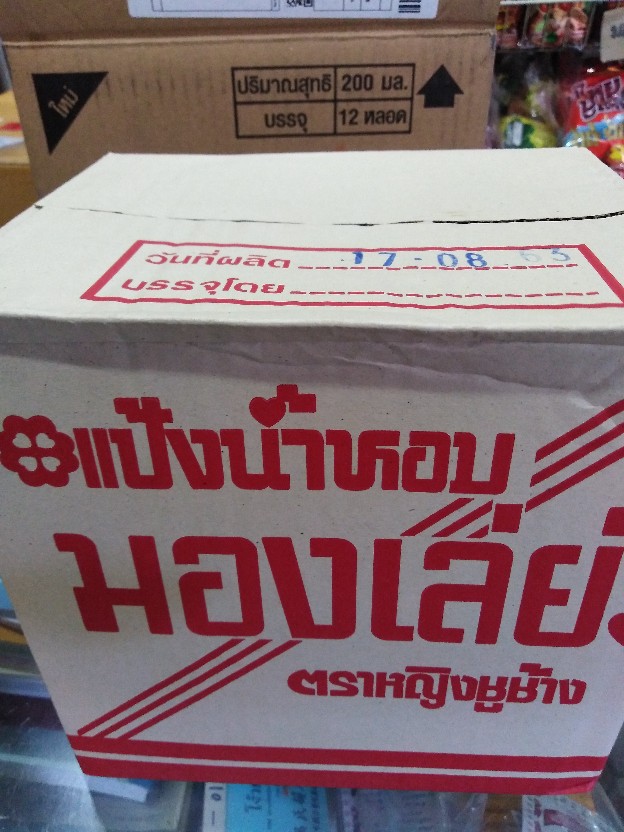 ใหม่
ปริมาณสุทธิ 200 มล.
บรรจุ 12 หลอด
วันที่ผลิต 17-08 65
บรรจุโดย
แป้งน้ำหอม
มองเล่ย์
ตราหญิงชูช้าง